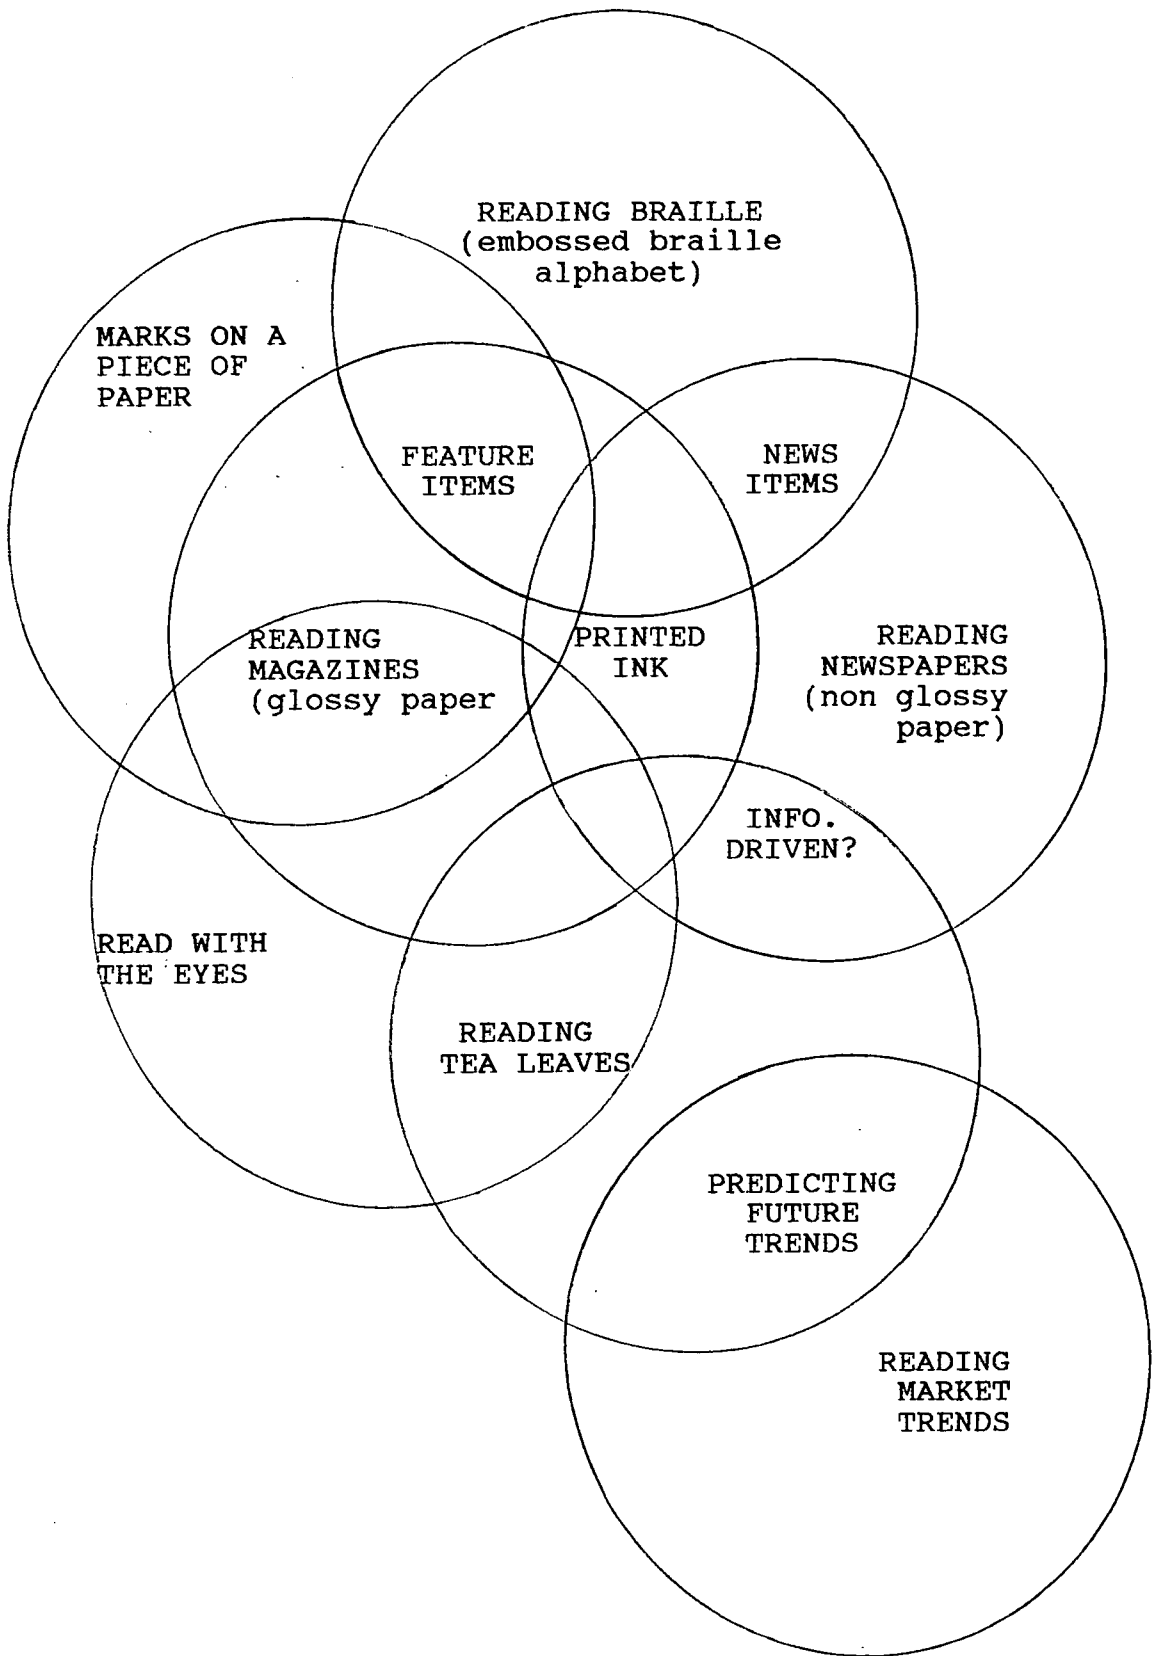 READING BRAILLE
(embossed braille
alphabet)
MARKS ON A
PIECE OF
PAPER
FEATURE
ITEMS
NEWS
ITEMS
READING
MAGAZINES
(glossy paper
PRINTED
INK
READING
NEWSPAPERS
(non glossy
paper)
INFO.
DRIVEN?
READ WITH
THE EYES
READING
TEA LEAVES
PREDICTING
FUTURE
TRENDS
READING
MARKET
TRENDS